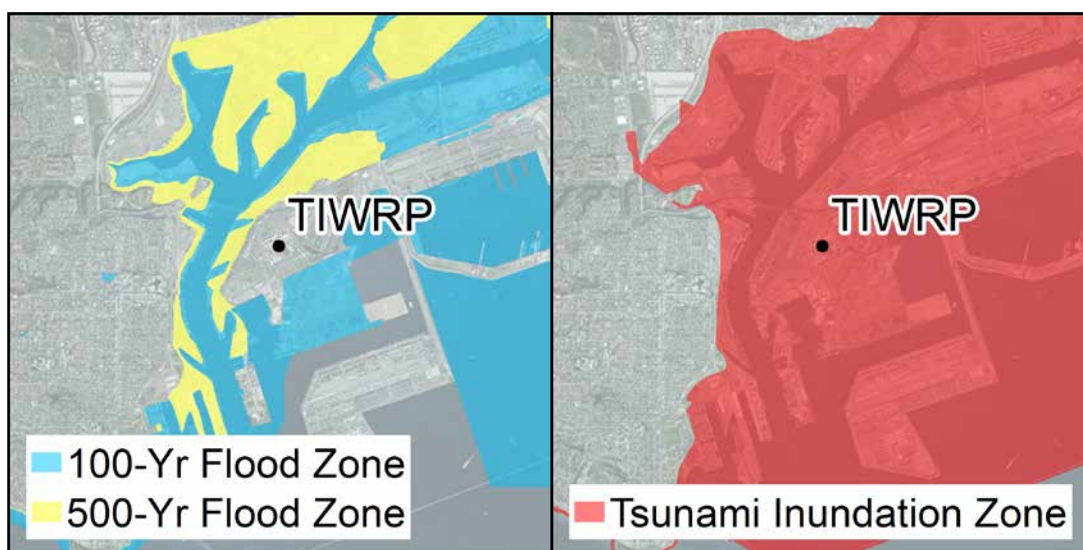 TIWRP
100-Yr Flood Zone
500-Yr Flood Zone
TIWRP
Tsunami Inundation Zone